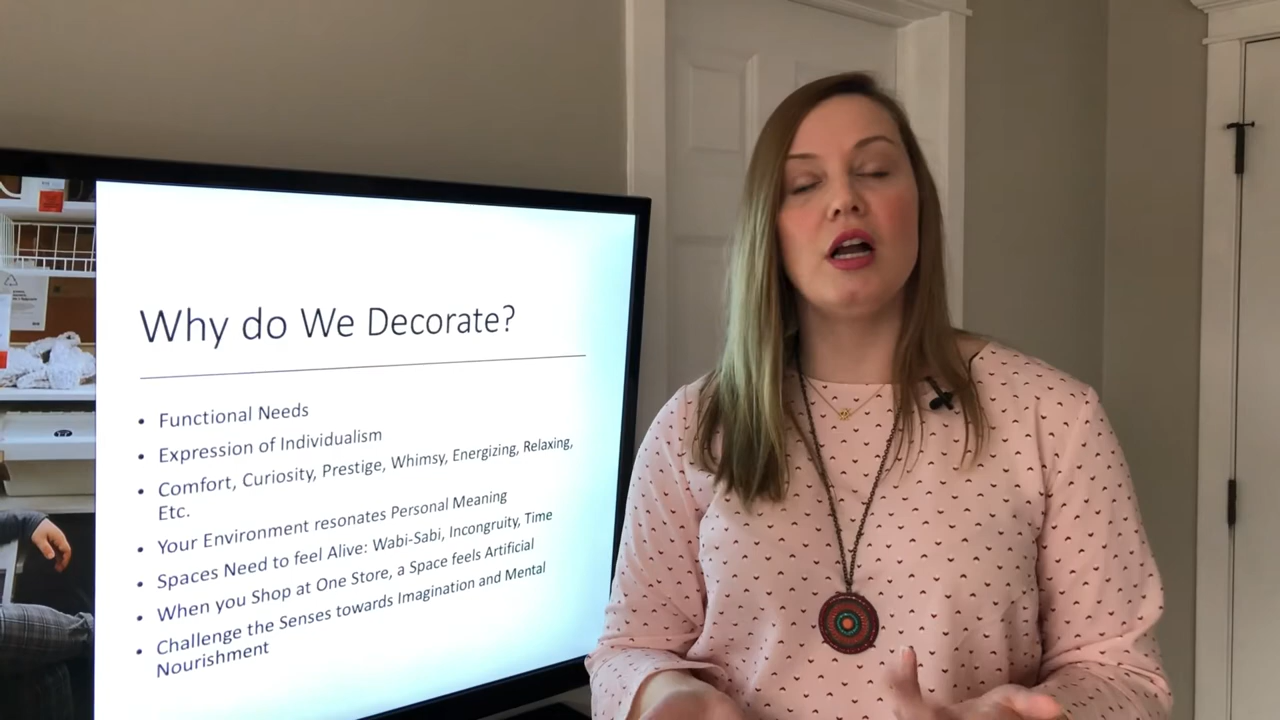 Why do We Decorate?
• Functional Needs
• Expression of Individualism
• Comfort, Curiosity, Prestige, Whimsy, Energizing, Relaxing,
Etc.
• Your Environment resonates Personal Meaning
• Spaces Need to feel Alive: Wabi-Sabi, Incongruity, Time
• When you Shop at One Store, a Space feels Artificial
• Challenge the Senses towards Imagination and Mental
Nourishment